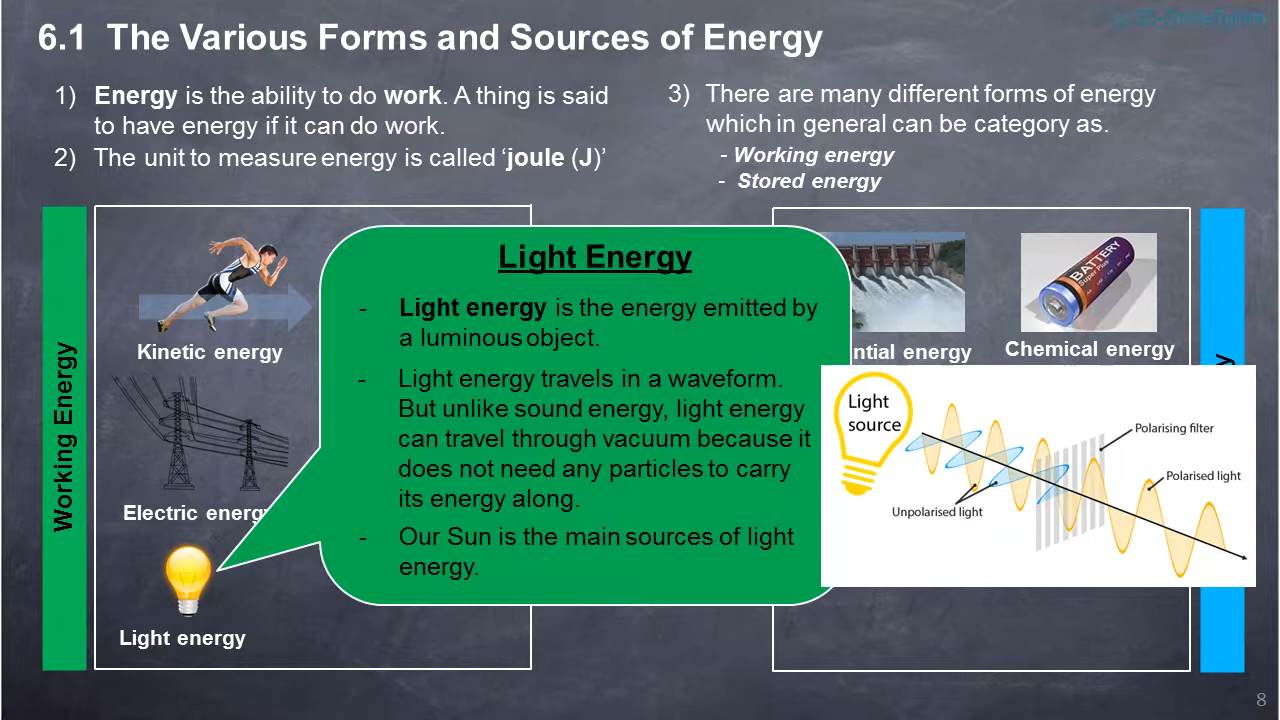 6.1 The Various Forms and Sources of Energy
1) Energy is the ability to do work. A thing is said
to have energy if it can do work.
2) The unit to measure energy is called ‘joule (J)’
3) There are many different forms of energy
which in general can be category as.
- Working energy
- Stored energy
Working Energy
Kinetic energy
Electric energy
Light energy
Light Energy
- Light energy is the energy emitted by
a luminous object.
- Light energy travels in a waveform.
But unlike sound energy, light energy
can travel through vacuum because it
does not need any particles to carry
its energy along.
- Our Sun is the main sources of light
energy.
BATTERY
Super Plus
ntial energy
Chemical energy
y
Light
source
Polarising filter
Polarised light
Unpolarised light
8